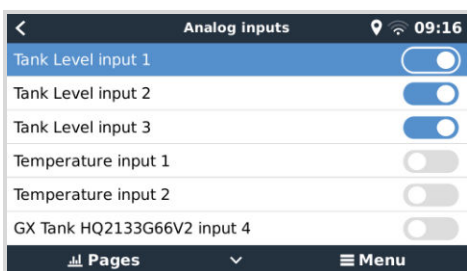 Analog inputs 09:16
Tank Level input 1
Tank Level input 2
Tank Level input 3
Temperature input 1
Temperature input 2
GX Tank HQ2133G66V2 input 4
Pages Menu